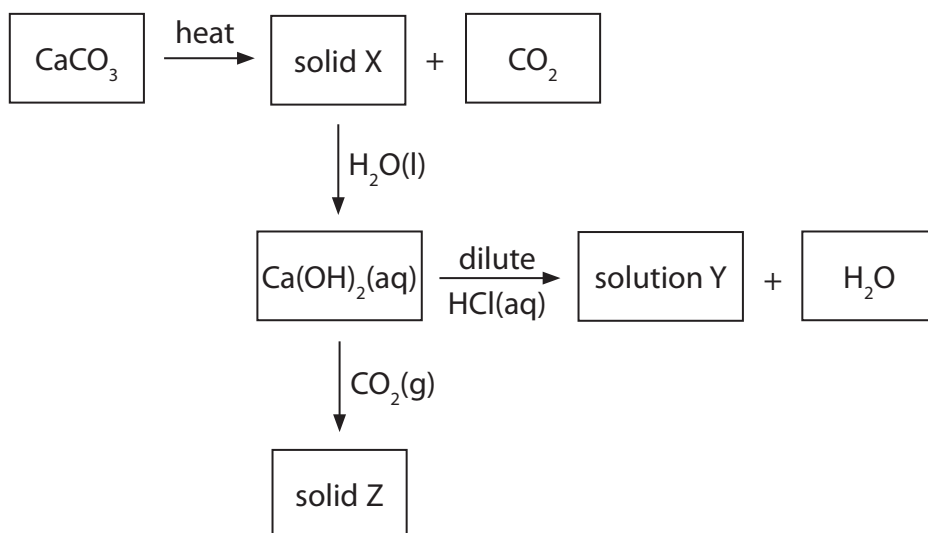 heat
CaCO₃ solid X + CO₂
H₂O(l)
Ca(OH)₂(aq) dilute HCl(aq) solution Y + H₂O
CO₂(g)
solid Z